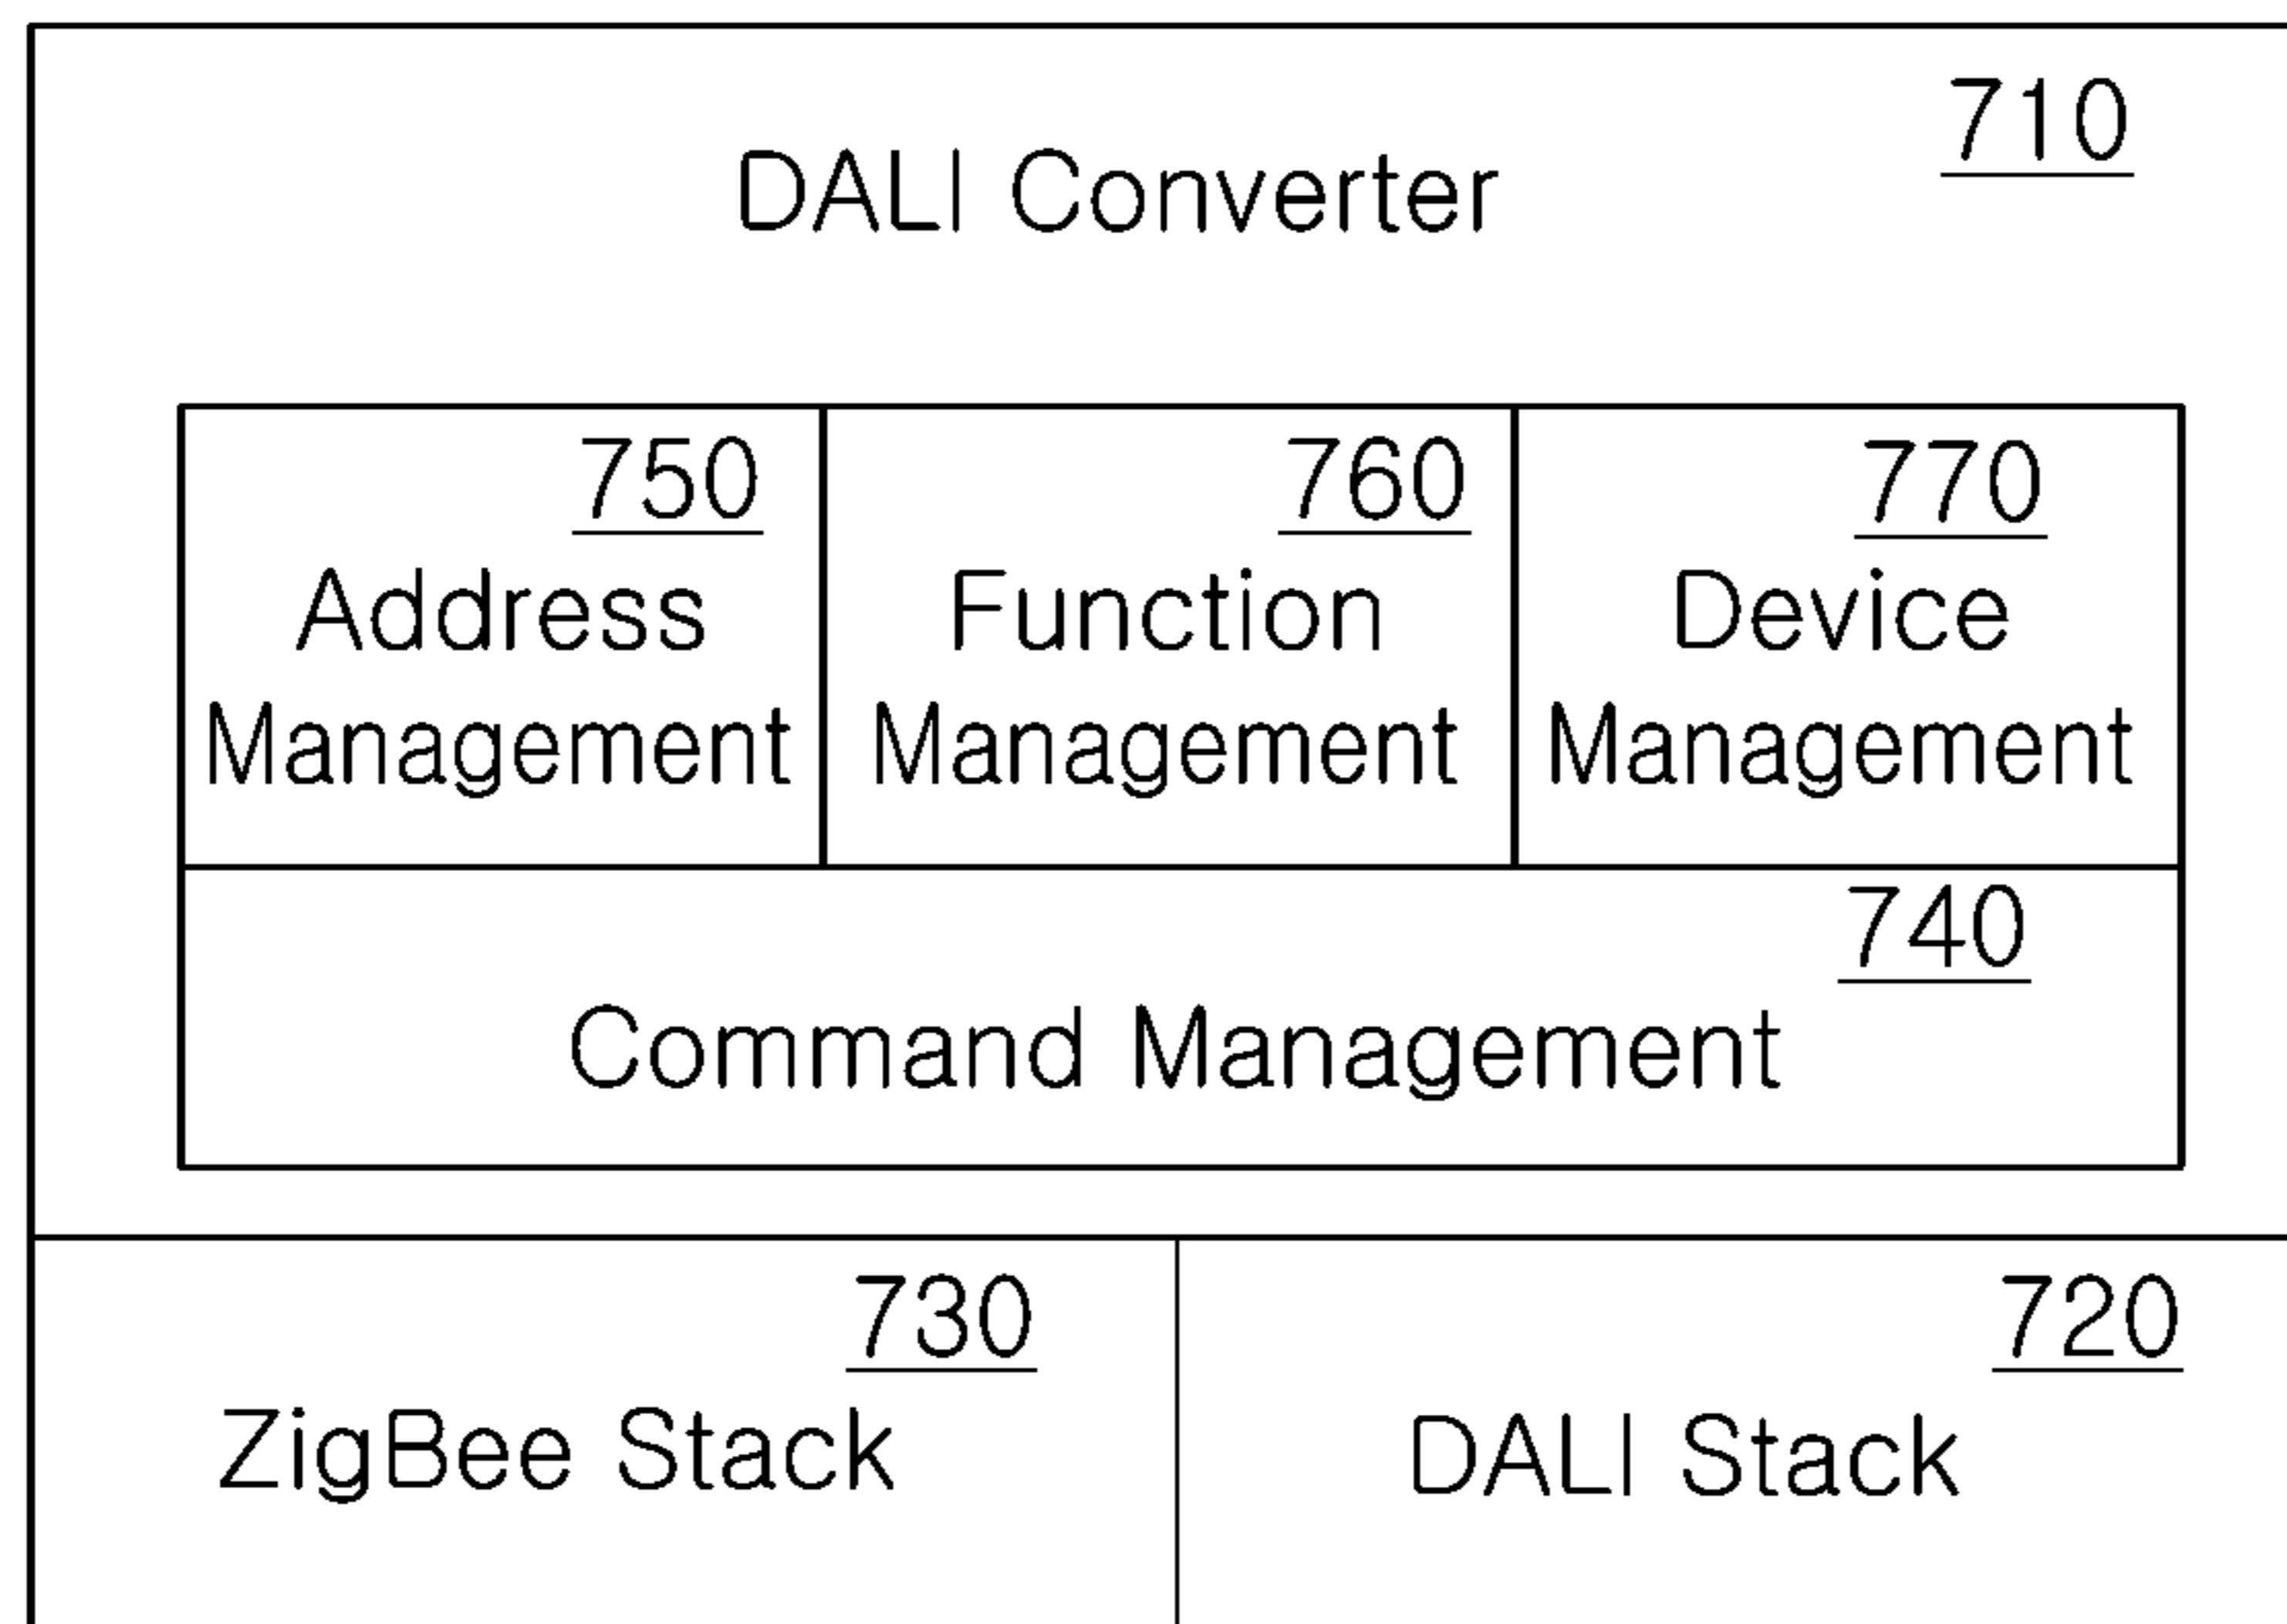 710
DALI Converter
750
Address
Management
760
Function
Management
770
Device
Management
740
Command Management
730
ZigBee Stack
720
DALI Stack